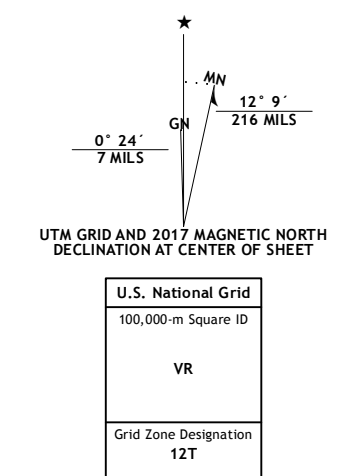 ★
MN
12° 9´
216 MILS
GN
0° 24´
7 MILS
UTM GRID AND 2017 MAGNETIC NORTH
DECLINATION AT CENTER OF SHEET
U.S. National Grid
100,000-m Square ID
VR
Grid Zone Designation
12T